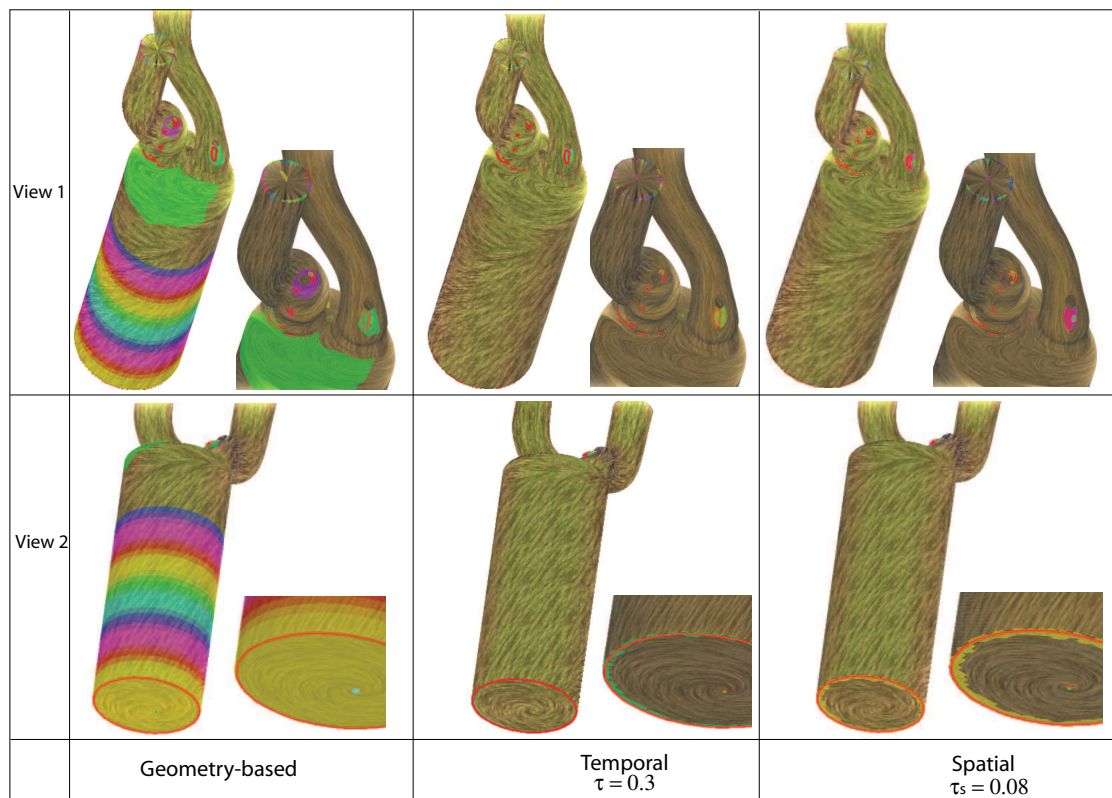 View 1
View 2
Geometry-based
Temporal
τ = 0.3
Spatial
τs = 0.08